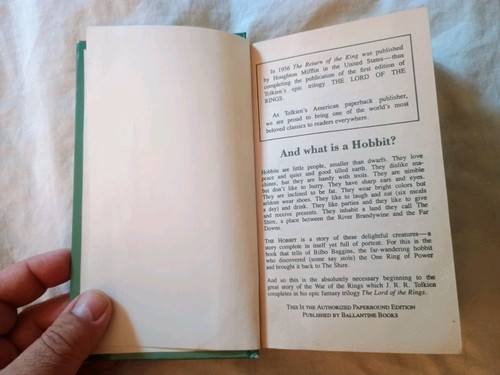 In 1956 The Return of the King was published
by Houghton Mifflin in the United States—thus
completing the publication of the first edition of
Tolkien's epic trilogy THE LORD OF THE
RINGS.
As Tolkien's American paperback publisher,
we are proud to bring one of the world's most
beloved classics to readers everywhere.
And what is a Hobbit?
Hobbits are little people, smaller than dwarfs. They love
peace and quiet and good tilled earth. They dislike ma-
chines, but they are handy with tools. They are nimble
but don't like to hurry. They have sharp ears and eyes.
They are inclined to be fat. They wear bright colors but
seldom wear shoes. They like to laugh and eat (six meals
a day) and drink. They like parties and they like to give
and receive presents. They inhabit a land they call The
Shire, a place between the River Brandywine and the Far
Downs.
THE HOBBIT is a story of these delightful creatures—a
story complete in itself yet full of portent. For this is the
book that tells of Bilbo Baggins, the far-wandering hobbit
who discovered (some say stole) the One Ring of Power
and brought it back to The Shire.
And so this is the absolutely necessary beginning to the
great story of the War of the Rings which J. R. R. Tolkien
completes in his epic fantasy trilogy The Lord of the Rings.
THIS IS THE AUTHORIZED PAPERBOUND EDITION
PUBLISHED BY BALLANTINE BOOKS